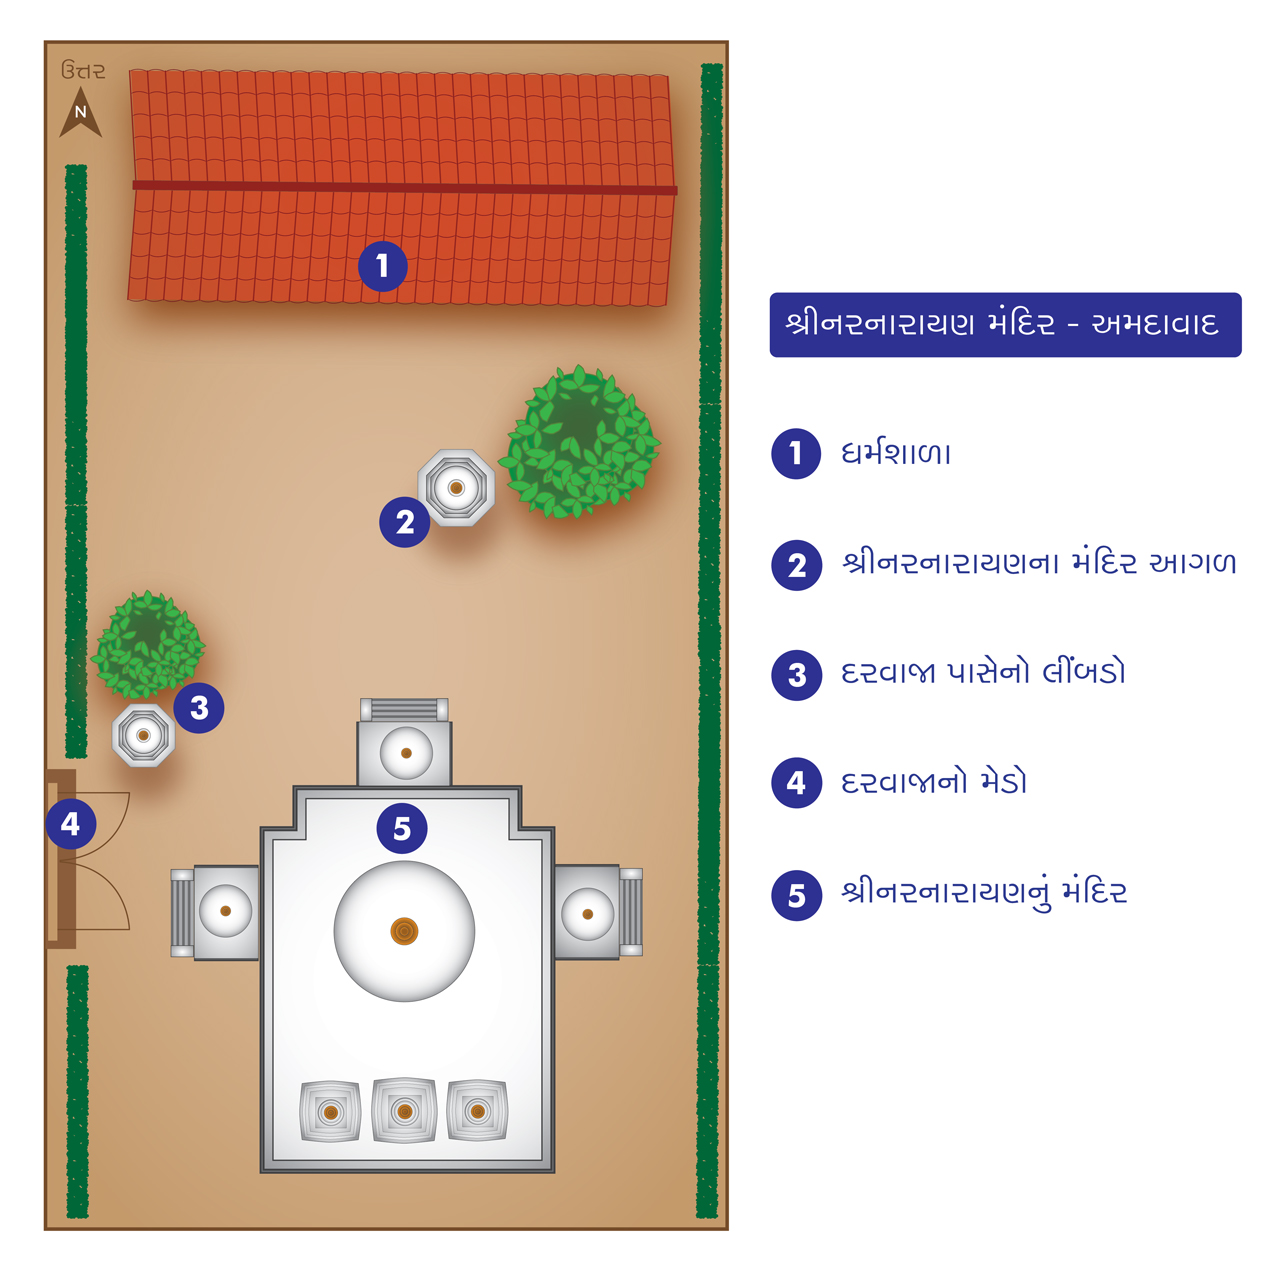 ઉત્તર
N
1
2
3
4
5
શ્રીનરનારાયણ મંદિર - અમદાવાદ
1 ધર્મશાળા
2 શ્રીનરનારાયણના મંદિર આગળ
3 દરવાજા પાસેનો લીંબડો
4 દરવાજાનો મેડો
5 શ્રીનરનારાયણનું મંદિર